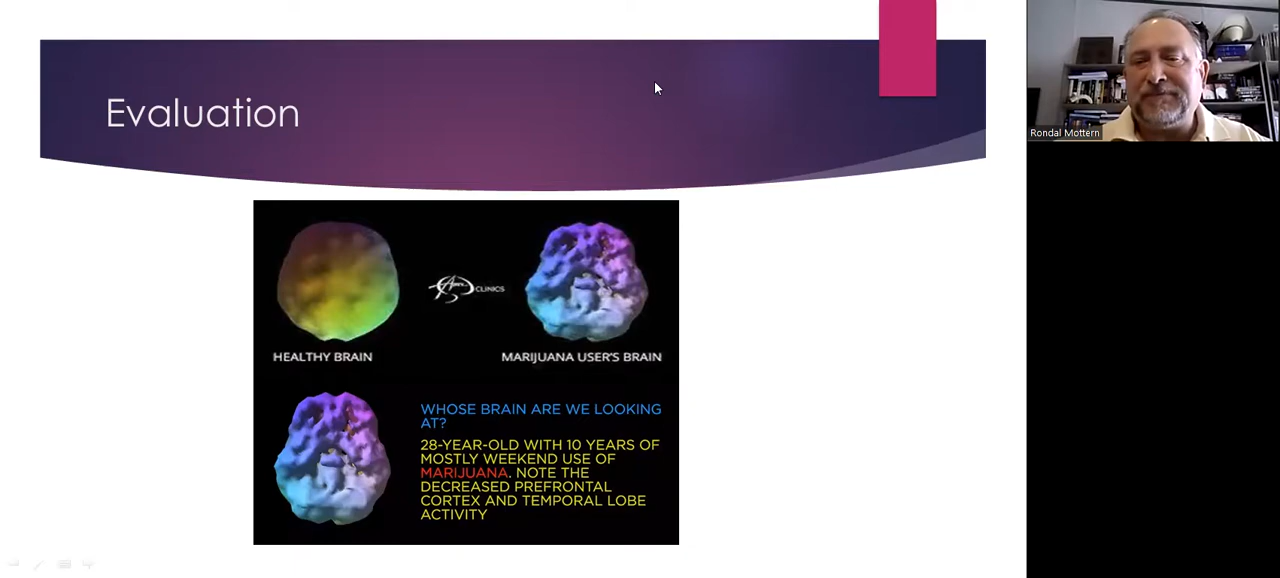 Evaluation
Rondal Mottern
Amen CLINICS
HEALTHY BRAIN
MARIJUANA USER'S BRAIN
WHOSE BRAIN ARE WE LOOKING
AT?
28-YEAR-OLD WITH 10 YEARS OF
MOSTLY WEEKEND USE OF
MARIJUANA. NOTE THE
DECREASED PREFRONTAL
CORTEX AND TEMPORAL LOBE
ACTIVITY